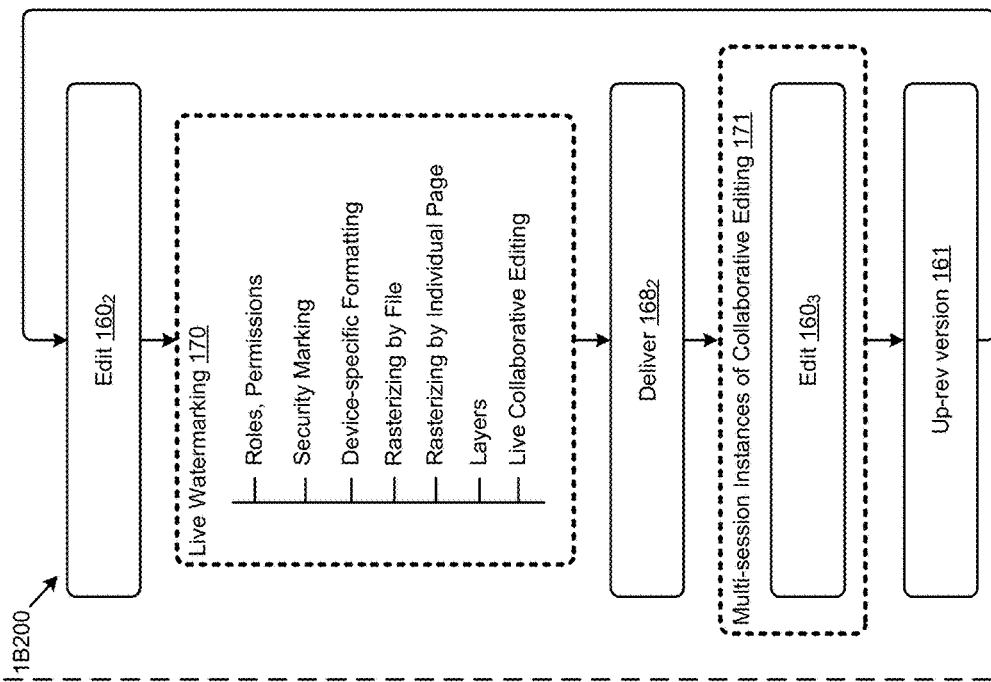 1B200
Edit 160₂
Live Watermarking 170
Roles, Permissions
Security Marking
Device-specific Formatting
Rasterizing by File
Rasterizing by Individual Page
Layers
Live Collaborative Editing
Deliver 168₂
Multi-session Instances of Collaborative Editing 171
Edit 160₃
Up-rev version 161